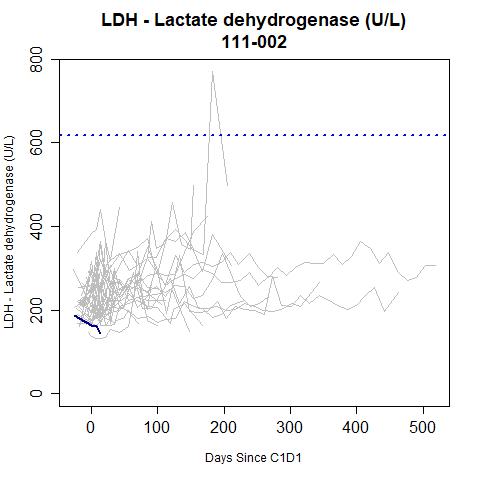 LDH - Lactate dehydrogenase (U/L)
111-002
LDH - Lactate dehydrogenase (U/L)
800
600
400
200
0
0 100 200 300 400 500
Days Since C1D1